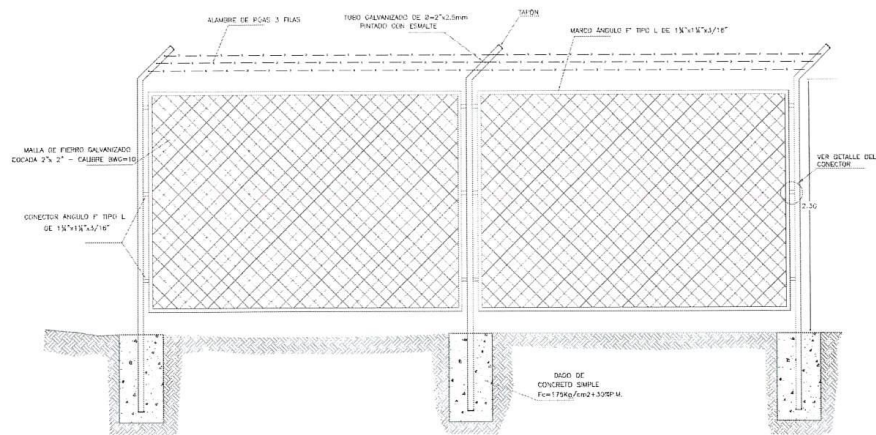 ALAMBRE DE PÚAS 3 FILAS
TUBO GALVANIZADO DE Ø=2"x2.5mm
PINTADO CON ESMALTE
TAPÓN
MARCO ÁNGULO Fº TIPO L DE 1¼"x1¼"x3/16"
MALLA DE FIERRO GALVANIZADO
COCADA 2"x 2" - CALIBRE BWG=10
VER DETALLE DEL
CONECTOR
2.30
CONECTOR ÁNGULO Fº TIPO L
DE 1¼"x1¼"x3/16"
DADO DE
CONCRETO SIMPLE
Fc=175Kg/cm2+30%P.M.